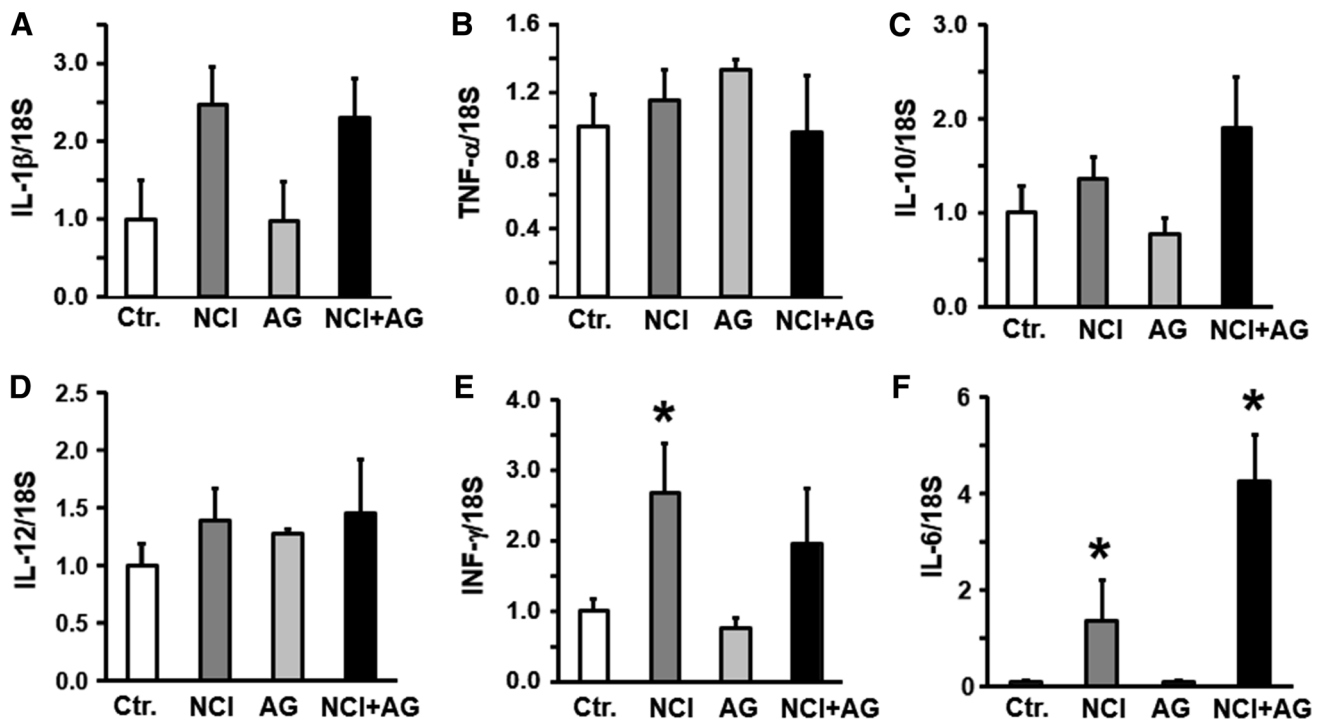 A
IL-1β/18S
3.0
2.0
1.0
0.0
Ctr. NCI AG NCI+AG
B
TNF-α/18S
1.6
1.2
0.8
0.4
0.0
Ctr. NCI AG NCI+AG
C
IL-10/18S
3.0
2.0
1.0
0.0
Ctr. NCI AG NCI+AG
D
IL-12/18S
2.5
2.0
1.5
1.0
0.5
0.0
Ctr. NCI AG NCI+AG
E
INF-γ/18S
4.0
3.0
2.0
1.0
0.0
*
Ctr. NCI AG NCI+AG
F
IL-6/18S
6
4
2
0
*
*
Ctr. NCI AG NCI+AG